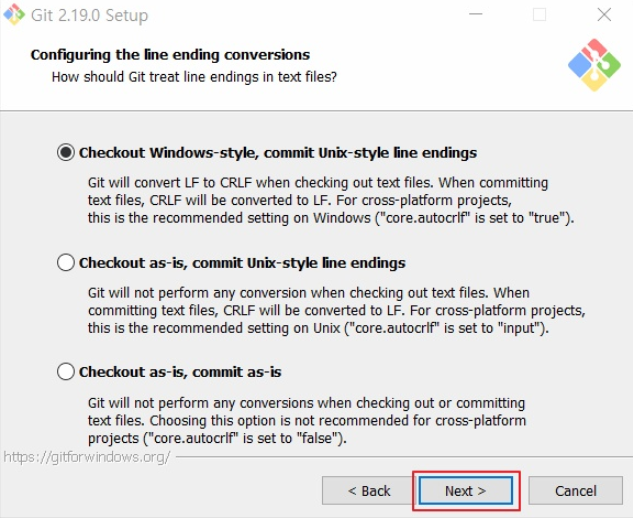 Git 2.19.0 Setup
Configuring the line ending conversions
How should Git treat line endings in text files?
Checkout Windows-style, commit Unix-style line endings
Git will convert LF to CRLF when checking out text files. When committing
text files, CRLF will be converted to LF. For cross-platform projects,
this is the recommended setting on Windows ("core.autocrlf" is set to "true").
Checkout as-is, commit Unix-style line endings
Git will not perform any conversion when checking out text files. When
committing text files, CRLF will be converted to LF. For cross-platform projects,
this is the recommended setting on Unix ("core.autocrlf" is set to "input").
Checkout as-is, commit as-is
Git will not perform any conversions when checking out or committing
text files. Choosing this option is not recommended for cross-platform
projects ("core.autocrlf" is set to "false").
https://gitforwindows.org/
< Back Next > Cancel